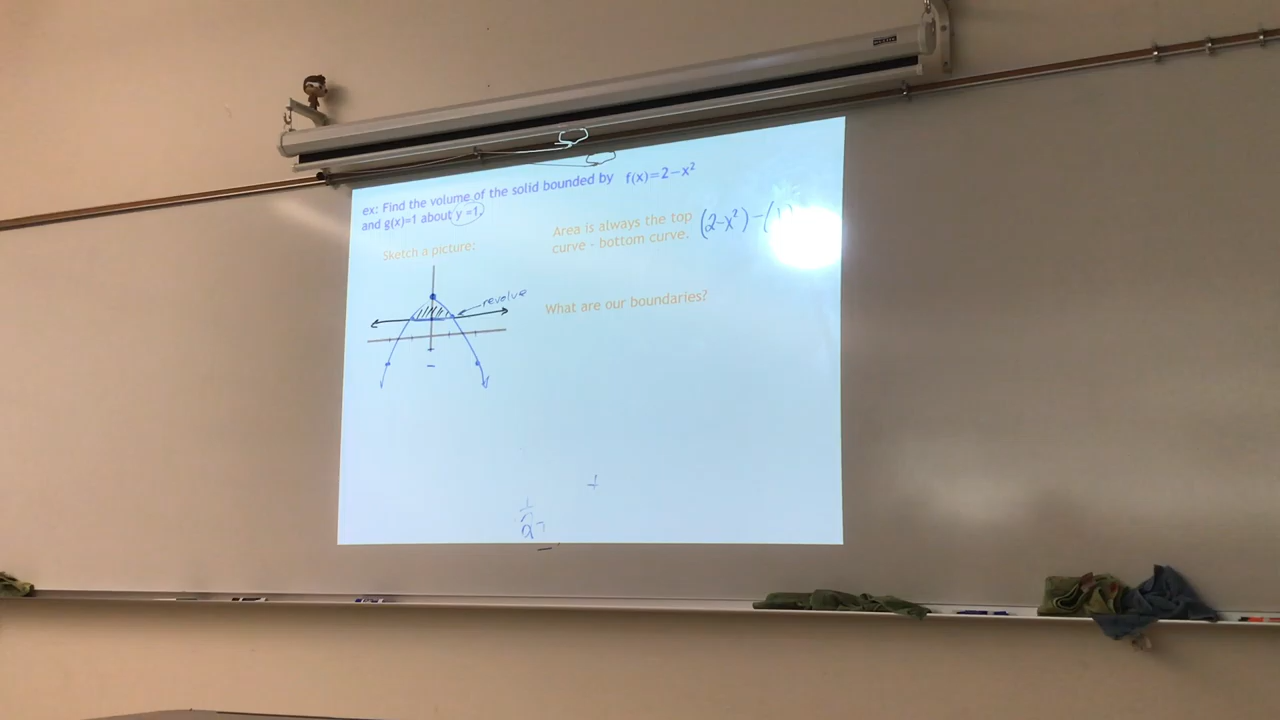 ex: Find the volume of the solid bounded by f(x)=2-x²
and g(x)=1 about y =1.
Sketch a picture:
Area is always the top
curve - bottom curve.
(2-x²) - (1)
revolve
What are our boundaries?